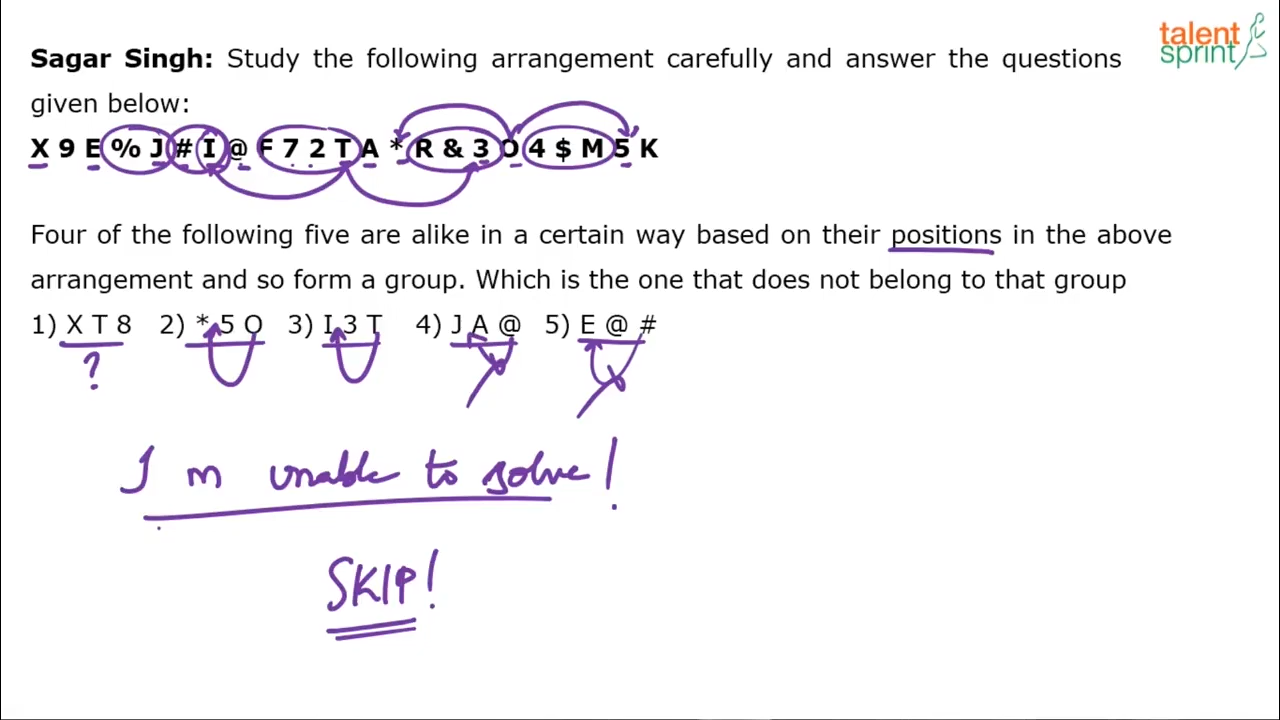 talent
sprint
Sagar Singh: Study the following arrangement carefully and answer the questions
given below:
X 9 E % J # I @ F 7 2 T A * R & 3 O 4 $ M 5 K
Four of the following five are alike in a certain way based on their positions in the above
arrangement and so form a group. Which is the one that does not belong to that group
1) X T 8 2) * 5 O 3) I 3 T 4) J A @ 5) E @ #
?
I m unable to solve!
SKIP!